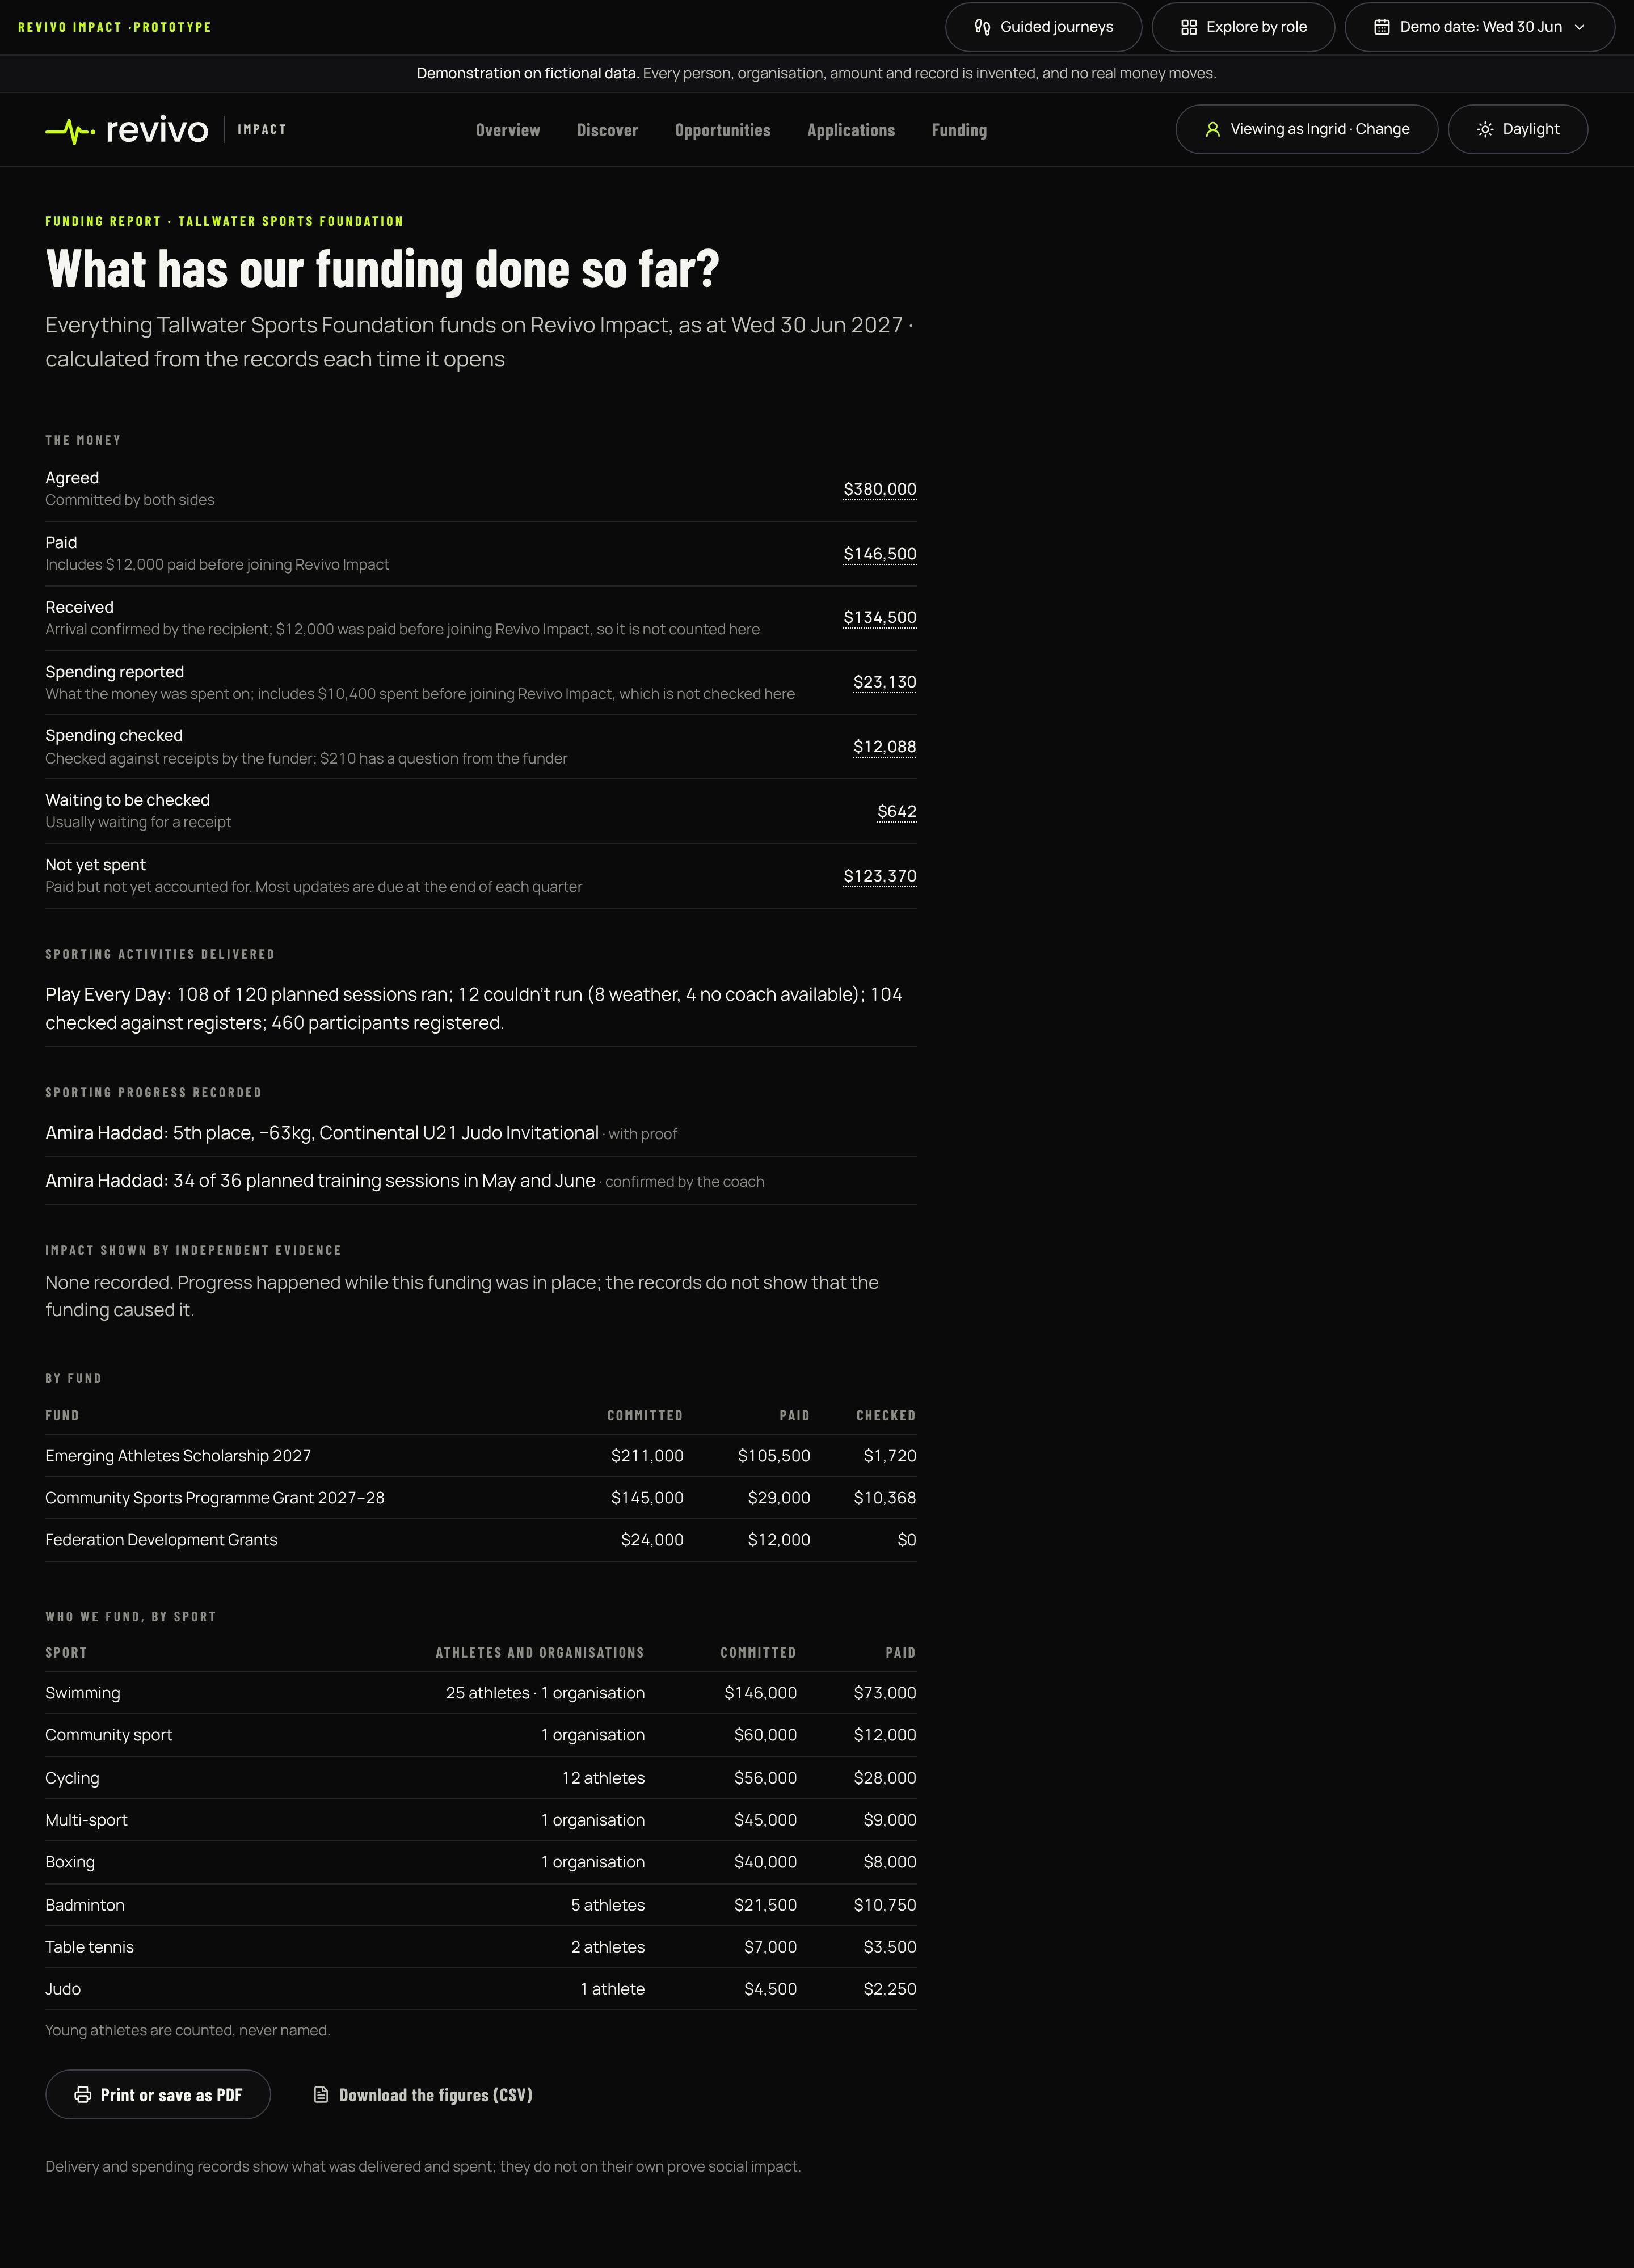 REVIVO IMPACT ·PROTOTYPE
Guided journeys
Explore by role
Demo date: Wed 30 Jun
Demonstration on fictional data. Every person, organisation, amount and record is invented, and no real money moves.
revivo IMPACT
Overview Discover Opportunities Applications Funding
Viewing as Ingrid · Change
Daylight
FUNDING REPORT · TALLWATER SPORTS FOUNDATION
What has our funding done so far?
Everything Tallwater Sports Foundation funds on Revivo Impact, as at Wed 30 Jun 2027 ·
calculated from the records each time it opens
THE MONEY
Agreed
Committed by both sides
$380,000
Paid
Includes $12,000 paid before joining Revivo Impact
$146,500
Received
Arrival confirmed by the recipient; $12,000 was paid before joining Revivo Impact, so it is not counted here
$134,500
Spending reported
What the money was spent on; includes $10,400 spent before joining Revivo Impact, which is not checked here
$23,130
Spending checked
Checked against receipts by the funder; $210 has a question from the funder
$12,088
Waiting to be checked
Usually waiting for a receipt
$642
Not yet spent
Paid but not yet accounted for. Most updates are due at the end of each quarter
$123,370
SPORTING ACTIVITIES DELIVERED
Play Every Day: 108 of 120 planned sessions ran; 12 couldn't run (8 weather, 4 no coach available); 104
checked against registers; 460 participants registered.
SPORTING PROGRESS RECORDED
Amira Haddad: 5th place, −63kg, Continental U21 Judo Invitational · with proof
Amira Haddad: 34 of 36 planned training sessions in May and June · confirmed by the coach
IMPACT SHOWN BY INDEPENDENT EVIDENCE
None recorded. Progress happened while this funding was in place; the records do not show that the
funding caused it.
BY FUND
FUND COMMITTED PAID CHECKED
Emerging Athletes Scholarship 2027 $211,000 $105,500 $1,720
Community Sports Programme Grant 2027–28 $145,000 $29,000 $10,368
Federation Development Grants $24,000 $12,000 $0
WHO WE FUND, BY SPORT
SPORT ATHLETES AND ORGANISATIONS COMMITTED PAID
Swimming 25 athletes · 1 organisation $146,000 $73,000
Community sport 1 organisation $60,000 $12,000
Cycling 12 athletes $56,000 $28,000
Multi-sport 1 organisation $45,000 $9,000
Boxing 1 organisation $40,000 $8,000
Badminton 5 athletes $21,500 $10,750
Table tennis 2 athletes $7,000 $3,500
Judo 1 athlete $4,500 $2,250
Young athletes are counted, never named.
Print or save as PDF
Download the figures (CSV)
Delivery and spending records show what was delivered and spent; they do not on their own prove social impact.